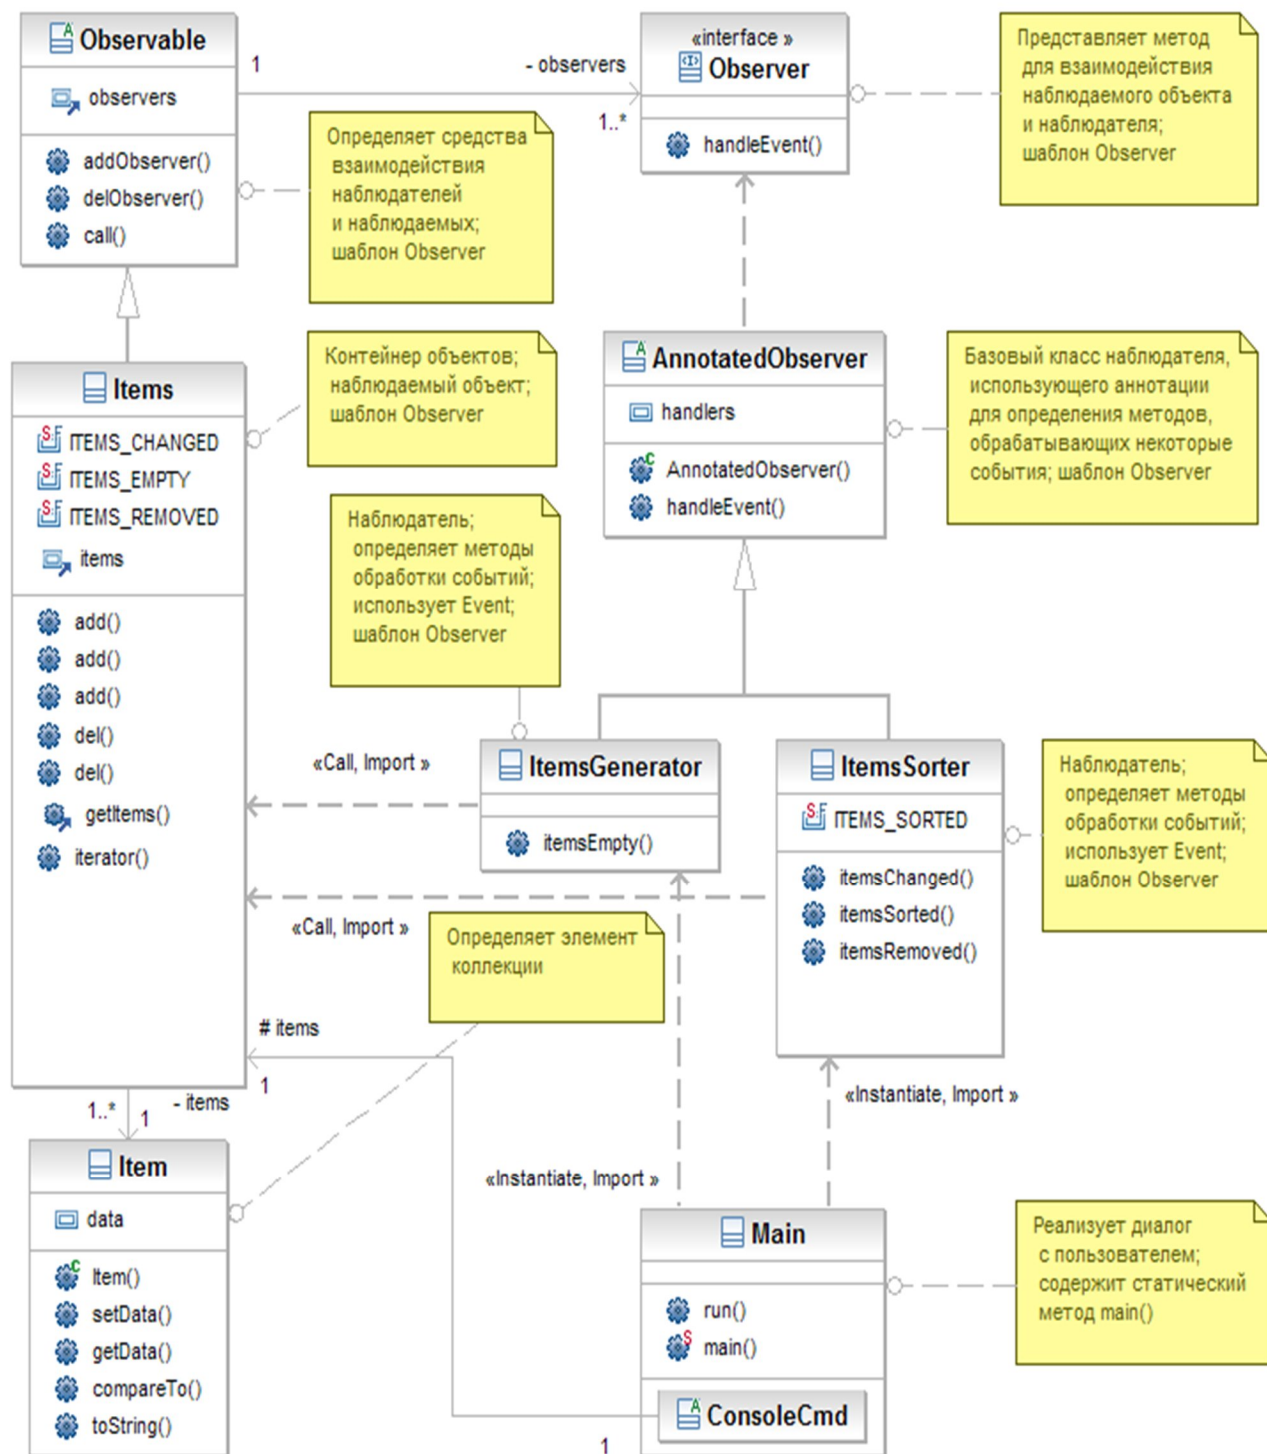 Observable
observers
addObserver()
delObserver()
call()
1
- observers
1..*
«interface »
Observer
handleEvent()
Представляет метод
для взаимодействия
наблюдаемого объекта
и наблюдателя;
шаблон Observer
Определяет средства
взаимодействия
наблюдателей
и наблюдаемых;
шаблон Observer
Items
ITEMS_CHANGED
ITEMS_EMPTY
ITEMS_REMOVED
items
add()
add()
add()
del()
del()
getItems()
iterator()
Контейнер объектов;
наблюдаемый объект;
шаблон Observer
AnnotatedObserver
handlers
AnnotatedObserver()
handleEvent()
Базовый класс наблюдателя,
использующего аннотации
для определения методов,
обрабатывающих некоторые
события; шаблон Observer
Наблюдатель;
определяет методы
обработки событий;
использует Event;
шаблон Observer
«Call, Import »
ItemsGenerator
itemsEmpty()
ItemsSorter
ITEMS_SORTED
itemsChanged()
itemsSorted()
itemsRemoved()
Наблюдатель;
определяет методы
обработки событий;
использует Event;
шаблон Observer
«Call, Import »
Определяет элемент
коллекции
# items
1
1..*
1
- items
«Instantiate, Import »
«Instantiate, Import »
Item
data
Item()
setData()
getData()
compareTo()
toString()
Main
run()
main()
ConsoleCmd
1
Реализует диалог
с пользователем;
содержит статический
метод main()